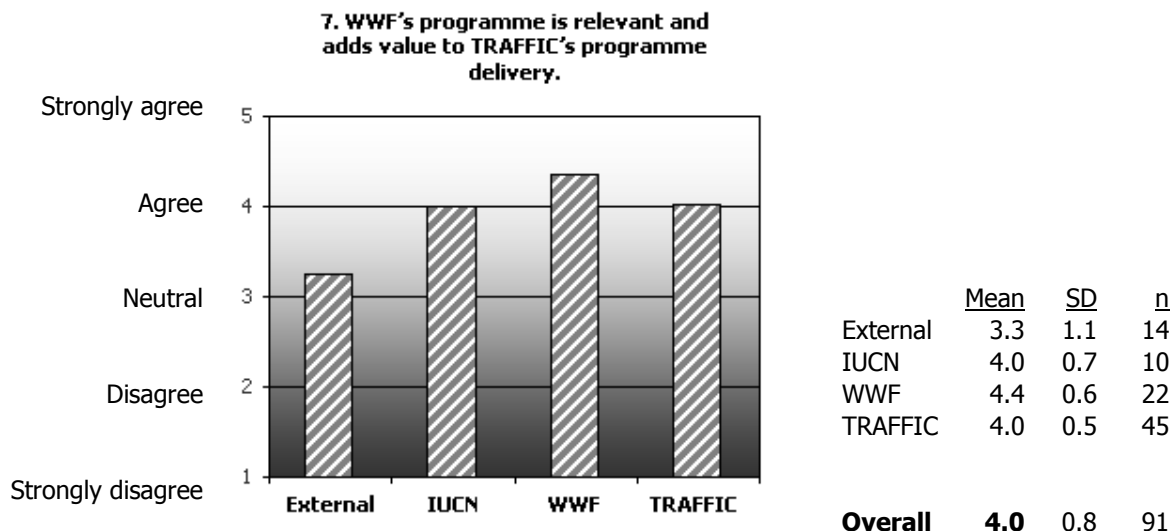 7. WWF's programme is relevant and
adds value to TRAFFIC's programme
delivery.
Strongly agree
Agree
Neutral
Disagree
Strongly disagree
5
4
3
2
1
External IUCN WWF TRAFFIC
Mean SD n
External 3.3 1.1 14
IUCN 4.0 0.7 10
WWF 4.4 0.6 22
TRAFFIC 4.0 0.5 45
Overall 4.0 0.8 91